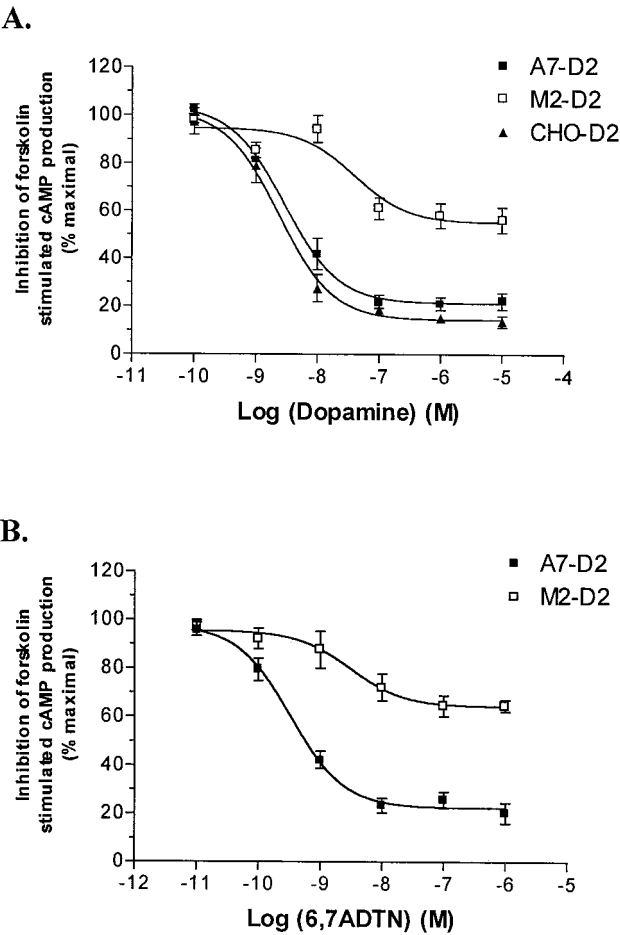 A.
A7-D2
M2-D2
CHO-D2
Inhibition of forskolin
stimulated cAMP production
(% maximal)
120
100
80
60
40
20
0
-11 -10 -9 -8 -7 -6 -5 -4
Log (Dopamine) (M)
B.
A7-D2
M2-D2
Inhibition of forskolin
stimulated cAMP production
(% maximal)
120
100
80
60
40
20
0
-12 -11 -10 -9 -8 -7 -6 -5
Log (6,7ADTN) (M)